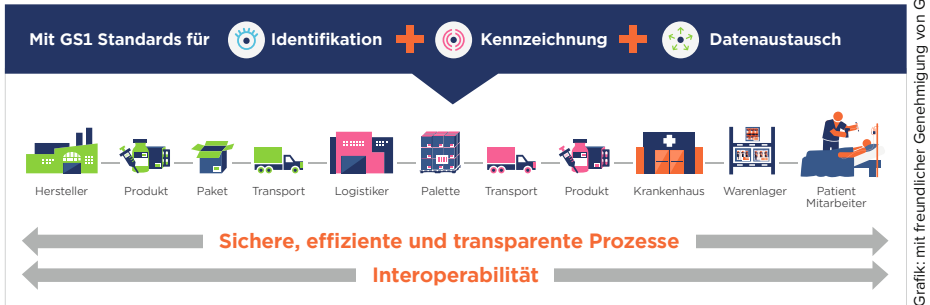 Mit GS1 Standards für Identifikation + Kennzeichnung + Datenaustausch
Hersteller Produkt Paket Transport Logistiker Palette Transport Produkt Krankenhaus Warenlager Patient
Mitarbeiter
Sichere, effiziente und transparente Prozesse
Interoperabilität
Grafik: mit freundlicher Genehmigung von